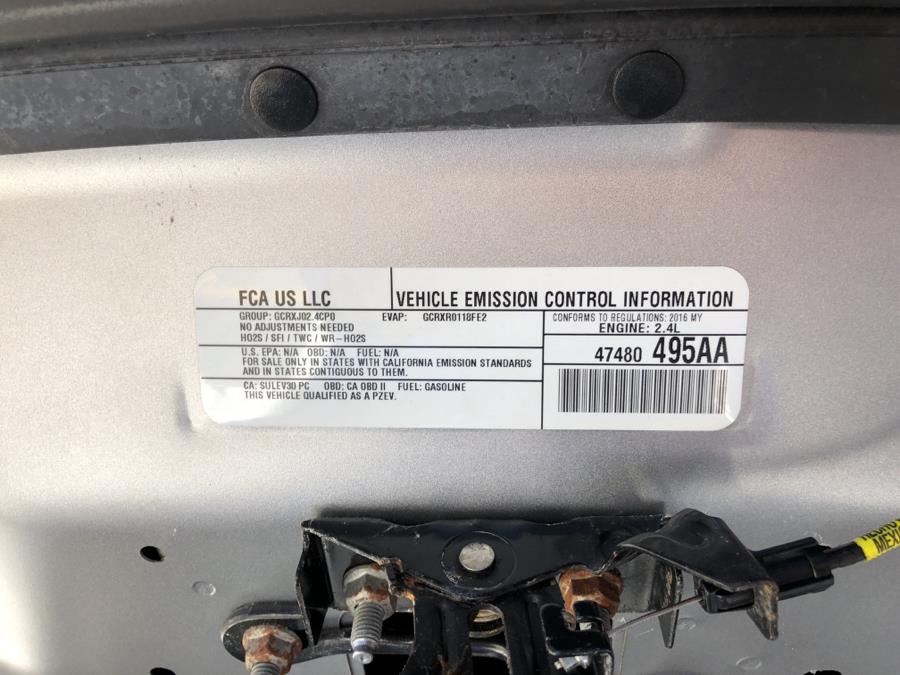 FCA US LLC
VEHICLE EMISSION CONTROL INFORMATION
GROUP: GCRXJ02.4CP0 EVAP: GCRXR0118FE2
NO ADJUSTMENTS NEEDED
HO2S / SFI / TWC / WR-HO2S
U.S. EPA: N/A OBD: N/A FUEL: N/A
FOR SALE ONLY IN STATES WITH CALIFORNIA EMISSION STANDARDS
AND IN STATES CONTIGUOUS TO THEM.
CA: SULEV30 PC OBD: CA OBD II FUEL: GASOLINE
THIS VEHICLE QUALIFIED AS A PZEV.
CONFORMS TO REGULATIONS: 2016 MY
ENGINE: 2.4L
47480 495AA